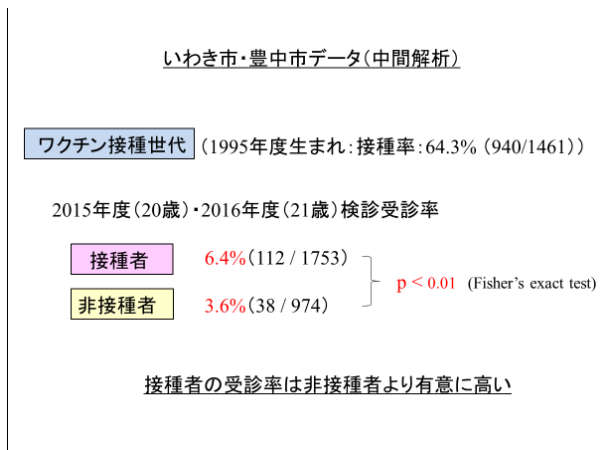 いわき市・豊中市データ（中間解析）
ワクチン接種世代（1995年度生まれ：接種率：64.3%（940/1461））
2015年度（20歳）・2016年度（21歳）検診受診率
接種者 6.4%（112 / 1753）
p < 0.01 (Fisher’s exact test)
非接種者 3.6%（38 / 974）
接種者の受診率は非接種者より有意に高い